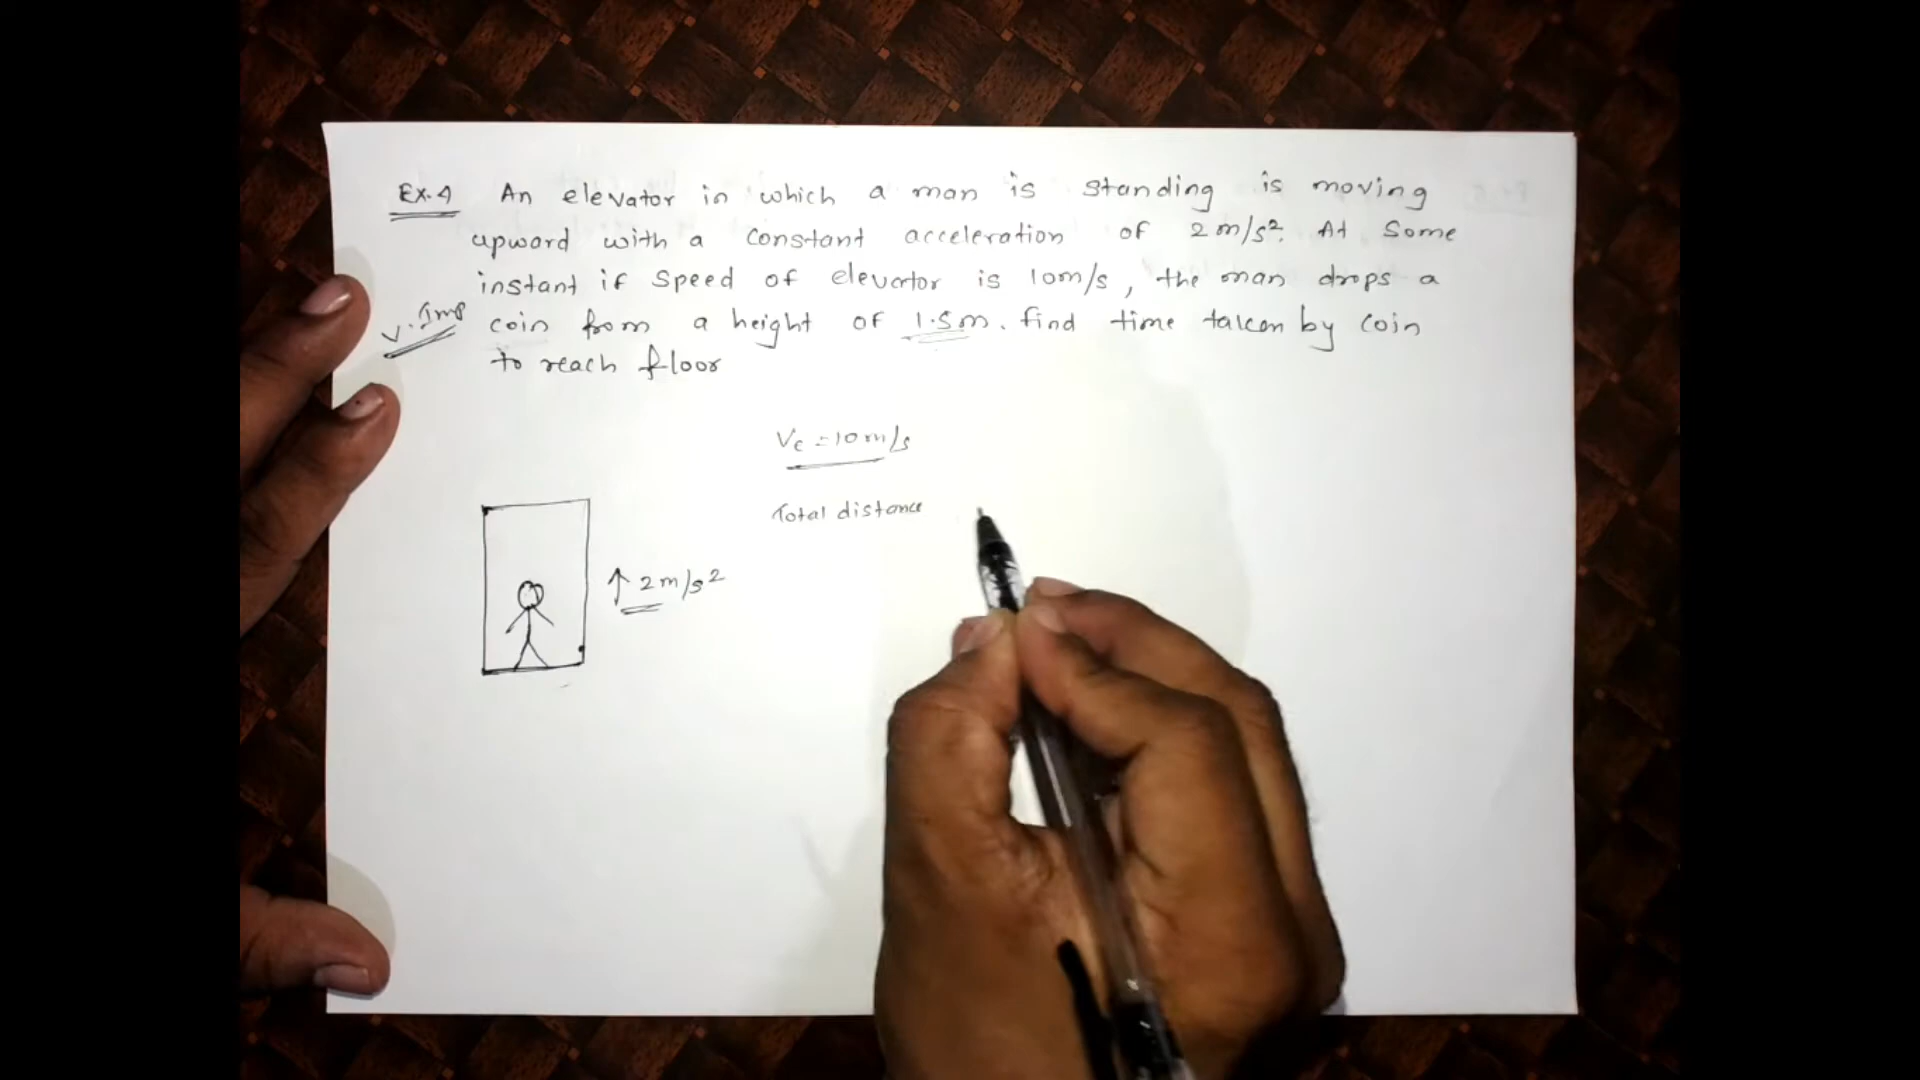 Ex.4 An elevator in which a man is standing is moving
upward with a constant acceleration of 2m/s². At some
instant if speed of elevator is 10m/s, the man drops a
V. Imp coin from a height of 1.5m. find time taken by coin
to reach floor
Vc = 10m/s
Total distance
↑ 2m/s²